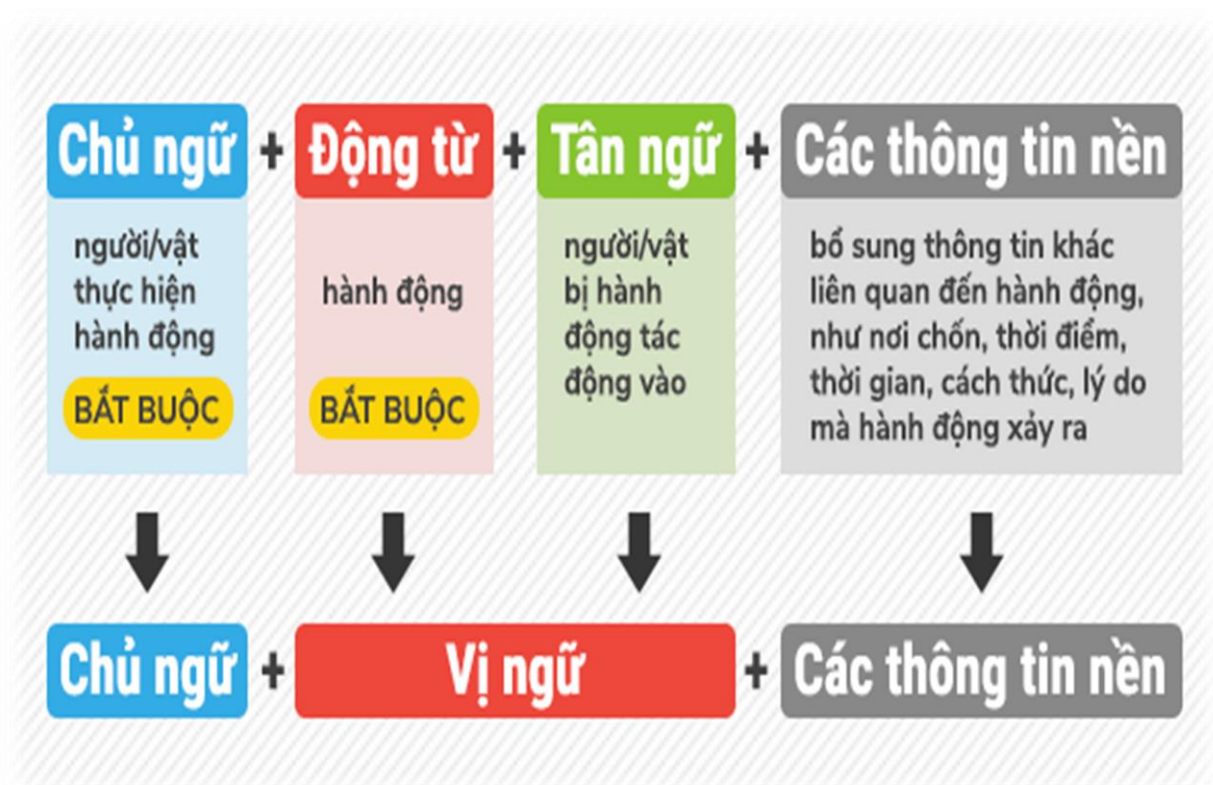 Chủ ngữ + Động từ + Tân ngữ + Các thông tin nền
người/vật
thực hiện
hành động
BẮT BUỘC
hành động
BẮT BUỘC
người/vật
bị hành
động tác
động vào
bổ sung thông tin khác
liên quan đến hành động,
như nơi chốn, thời điểm,
thời gian, cách thức, lý do
mà hành động xảy ra
Chủ ngữ + Vị ngữ + Các thông tin nền